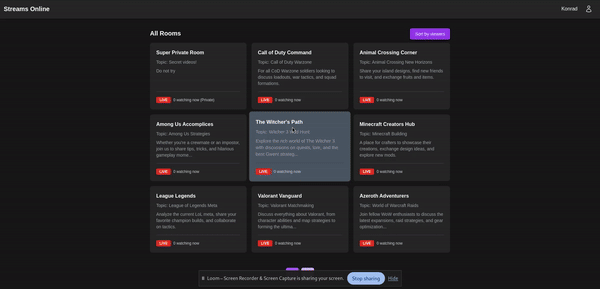 Streams Online
Konrad
All Rooms
Sort by viewers
Super Private Room
Topic: Secret videos!
Do not try
LIVE 0 watching now (Private)
Call of Duty Command
Topic: Call of Duty Warzone
For all CoD Warzone soldiers looking to
discuss loadouts, war tactics, and squad
formations.
LIVE 0 watching now
Animal Crossing Corner
Topic: Animal Crossing New Horizons
Share your island designs, find new friends
to visit, and exchange fruits and items.
LIVE 0 watching now
Among Us Accomplices
Topic: Among Us Strategies
Whether you're a crewmate or an impostor,
join us to share tips, tricks, and hilarious
gameplay mome...
LIVE 0 watching now
The Witcher's Path
Topic: Witcher 3 Wild Hunt
Explore the rich world of The Witcher 3
with discussions on quests, lore, and the
best Gwent strateg...
LIVE 0 watching now
Minecraft Creators Hub
Topic: Minecraft Building
A place for crafters to showcase their
creations, exchange design ideas, and
explore new mods.
LIVE 0 watching now
League Legends
Topic: League of Legends Meta
Analyze the current LoL meta, share your
favorite champion builds, and collaborate
on tactics.
LIVE 0 watching now
Valorant Vanguard
Topic: Valorant Matchmaking
Discuss everything about Valorant, from
character abilities and map strategies to
forming the ultima...
LIVE 0 watching now
Azeroth Adventurers
Topic: World of Warcraft Raids
Join fellow WoW enthusiasts to discuss the
latest expansions, raid strategies, and gear
optimization...
LIVE 0 watching now
Loom – Screen Recorder & Screen Capture is sharing your screen.
Stop sharing
Hide